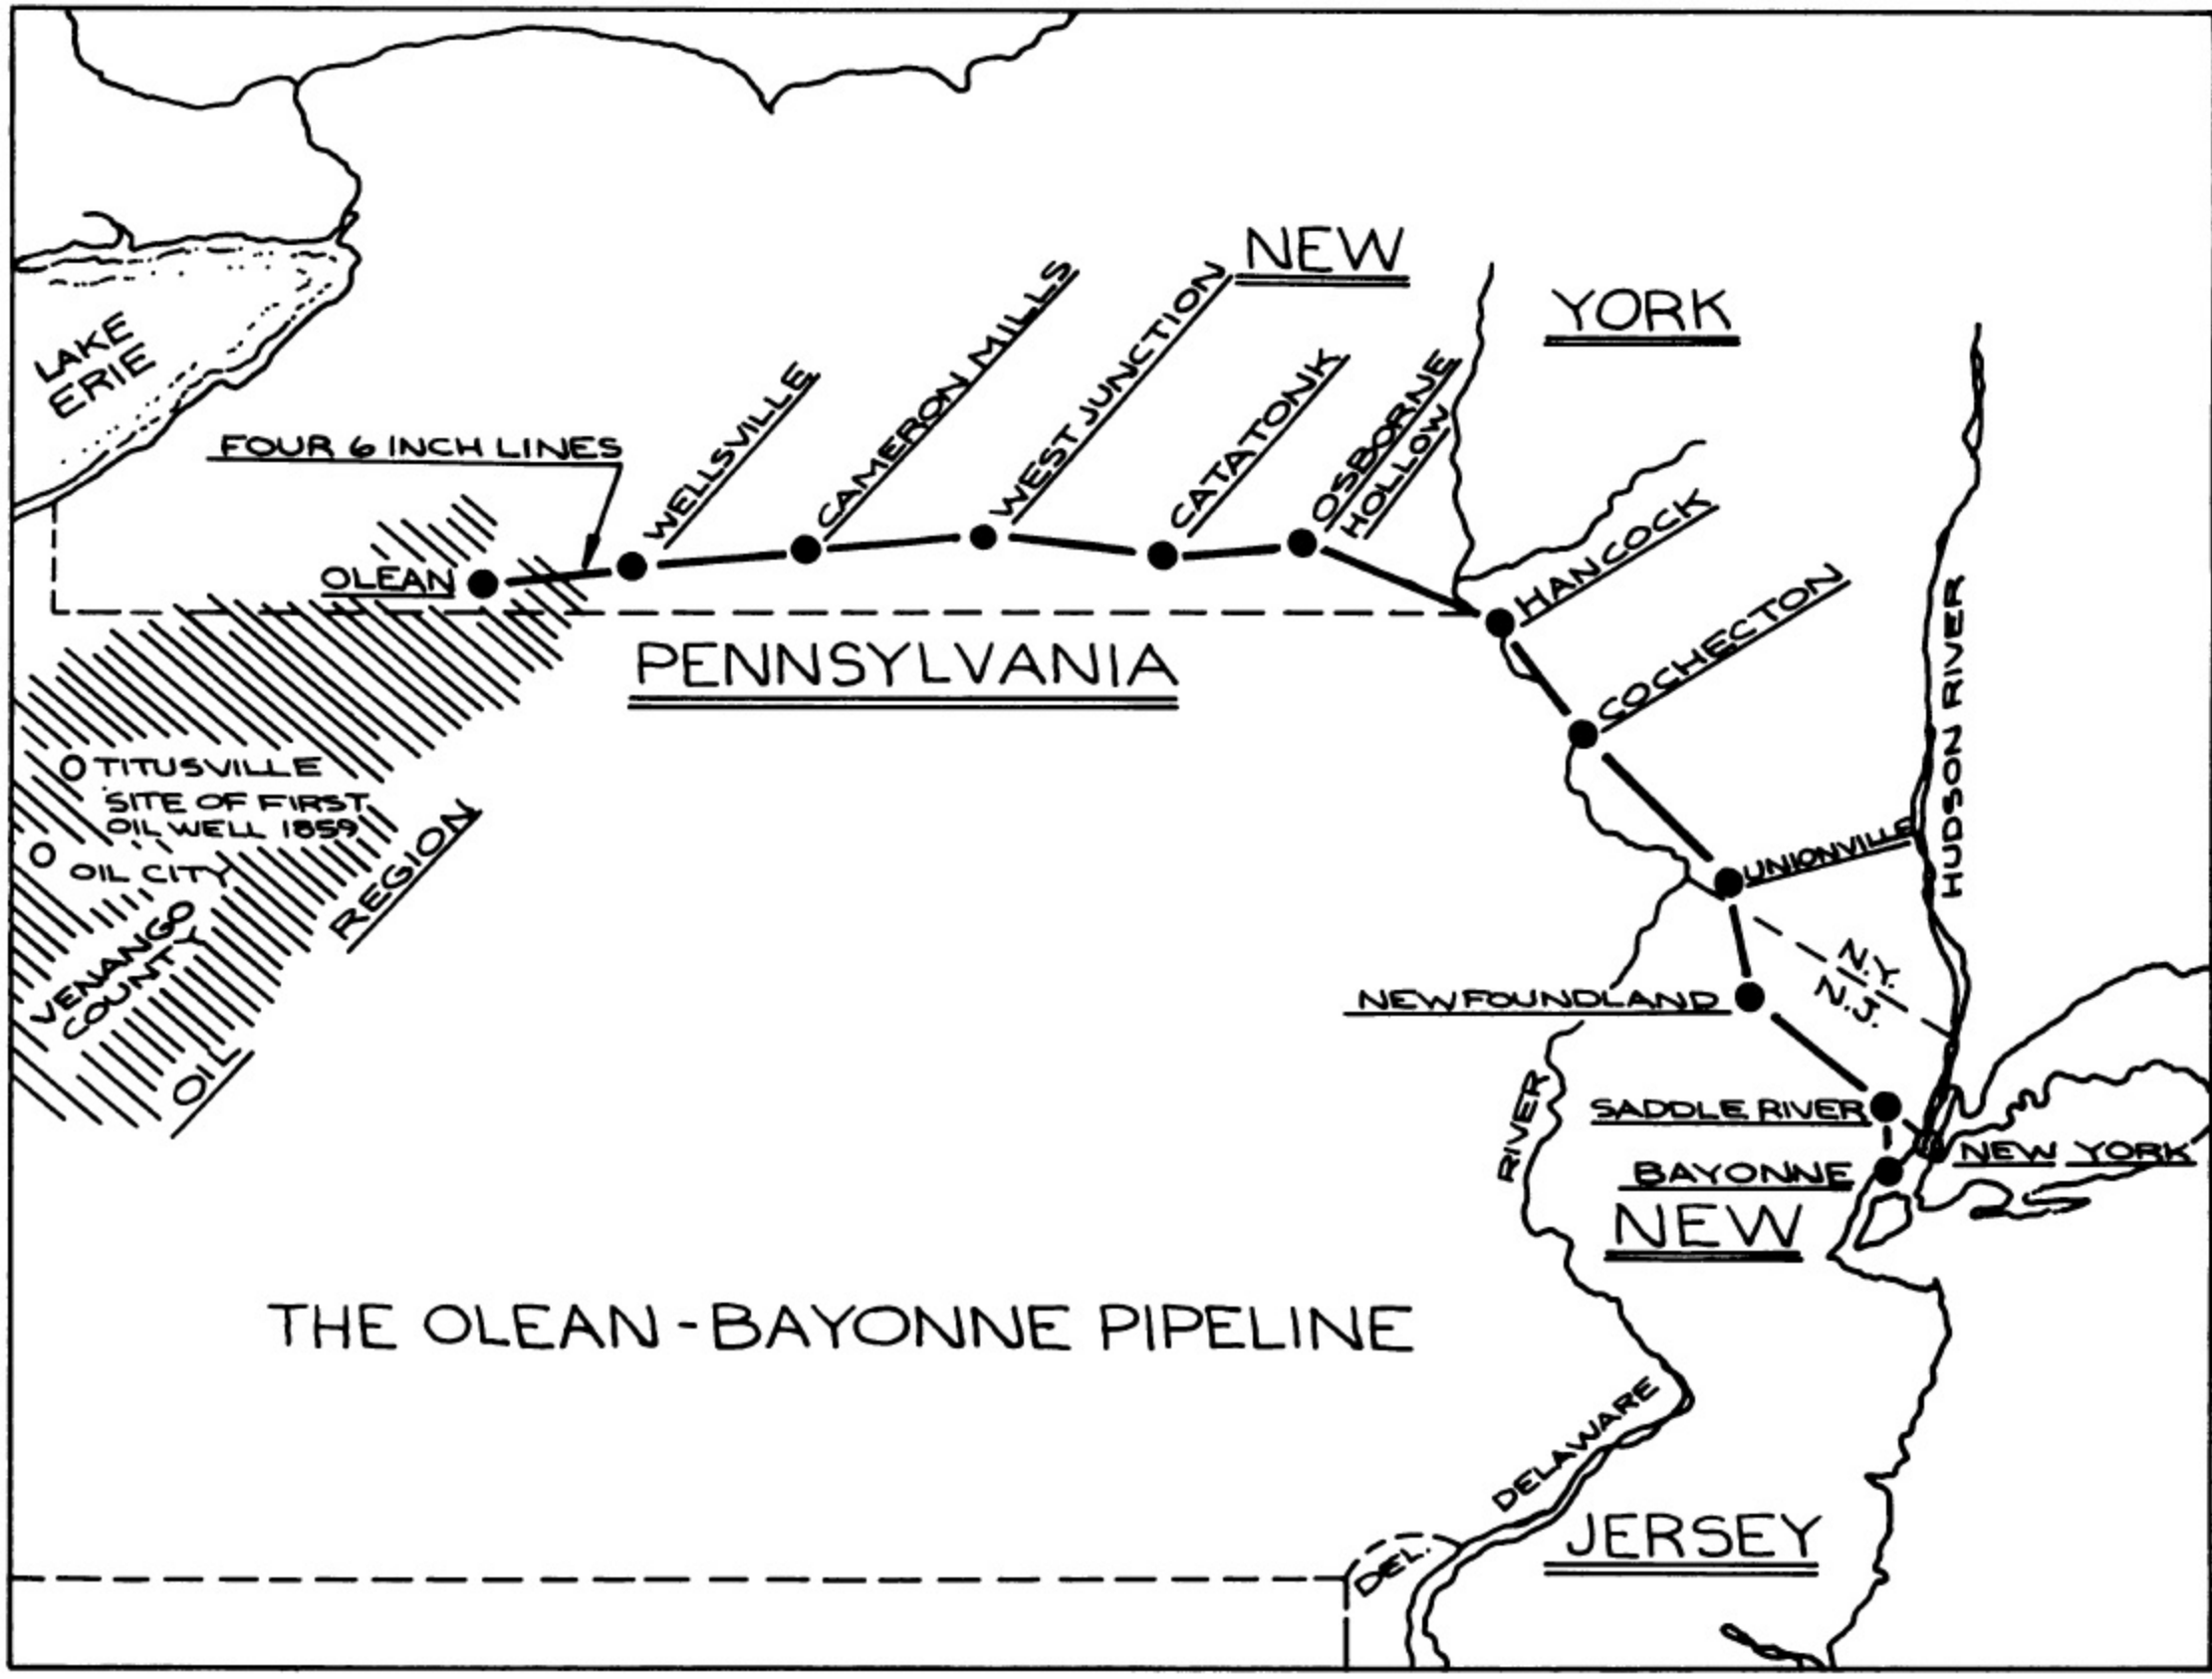 NEW
YORK
LAKE
ERIE
FOUR 6 INCH LINES
WELLSVILLE
CAMERON MILLS
WEST JUNCTION
CATATONK
OSBORNE
HOLLOW
HANCOCK
COCHECTON
OLEAN
PENNSYLVANIA
HUDSON RIVER
TITUSVILLE
SITE OF FIRST
OIL WELL 1859
OIL CITY
VENANGO
COUNTY
OIL
REGION
UNIONVILLE
N.Y.
N.J.
NEWFOUNDLAND
SADDLE RIVER
NEW YORK
BAYONNE
NEW
JERSEY
THE OLEAN-BAYONNE PIPELINE
DELAWARE
RIVER
DEL.